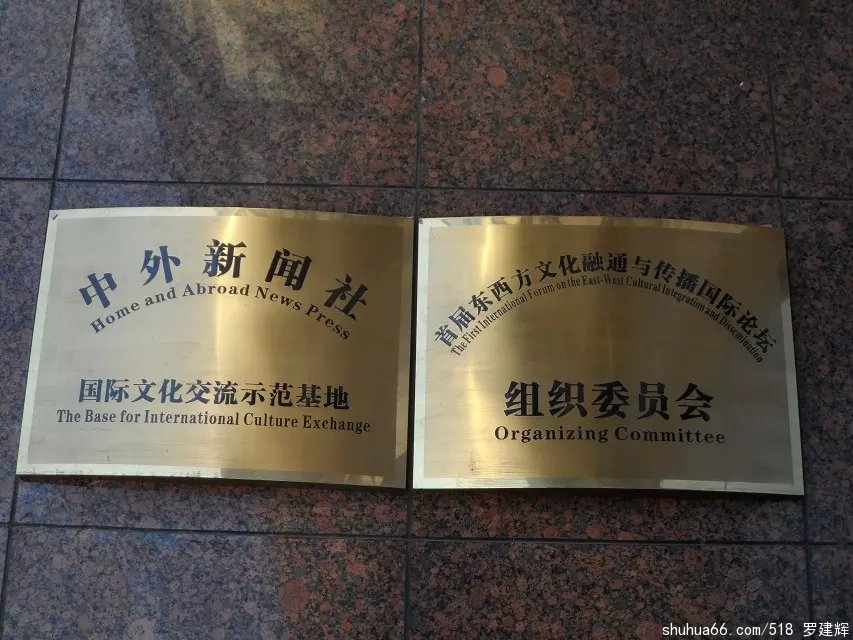 中外新闻社
Home and Abroad News Press
国际文化交流示范基地
The Base for International Culture Exchange
首届东西方文化融通与传播国际论坛
The First International Forum on the East-West Cultural Integration and Dissemination
组织委员会
Organizing Committee
shuhua66.com/518 罗建辉